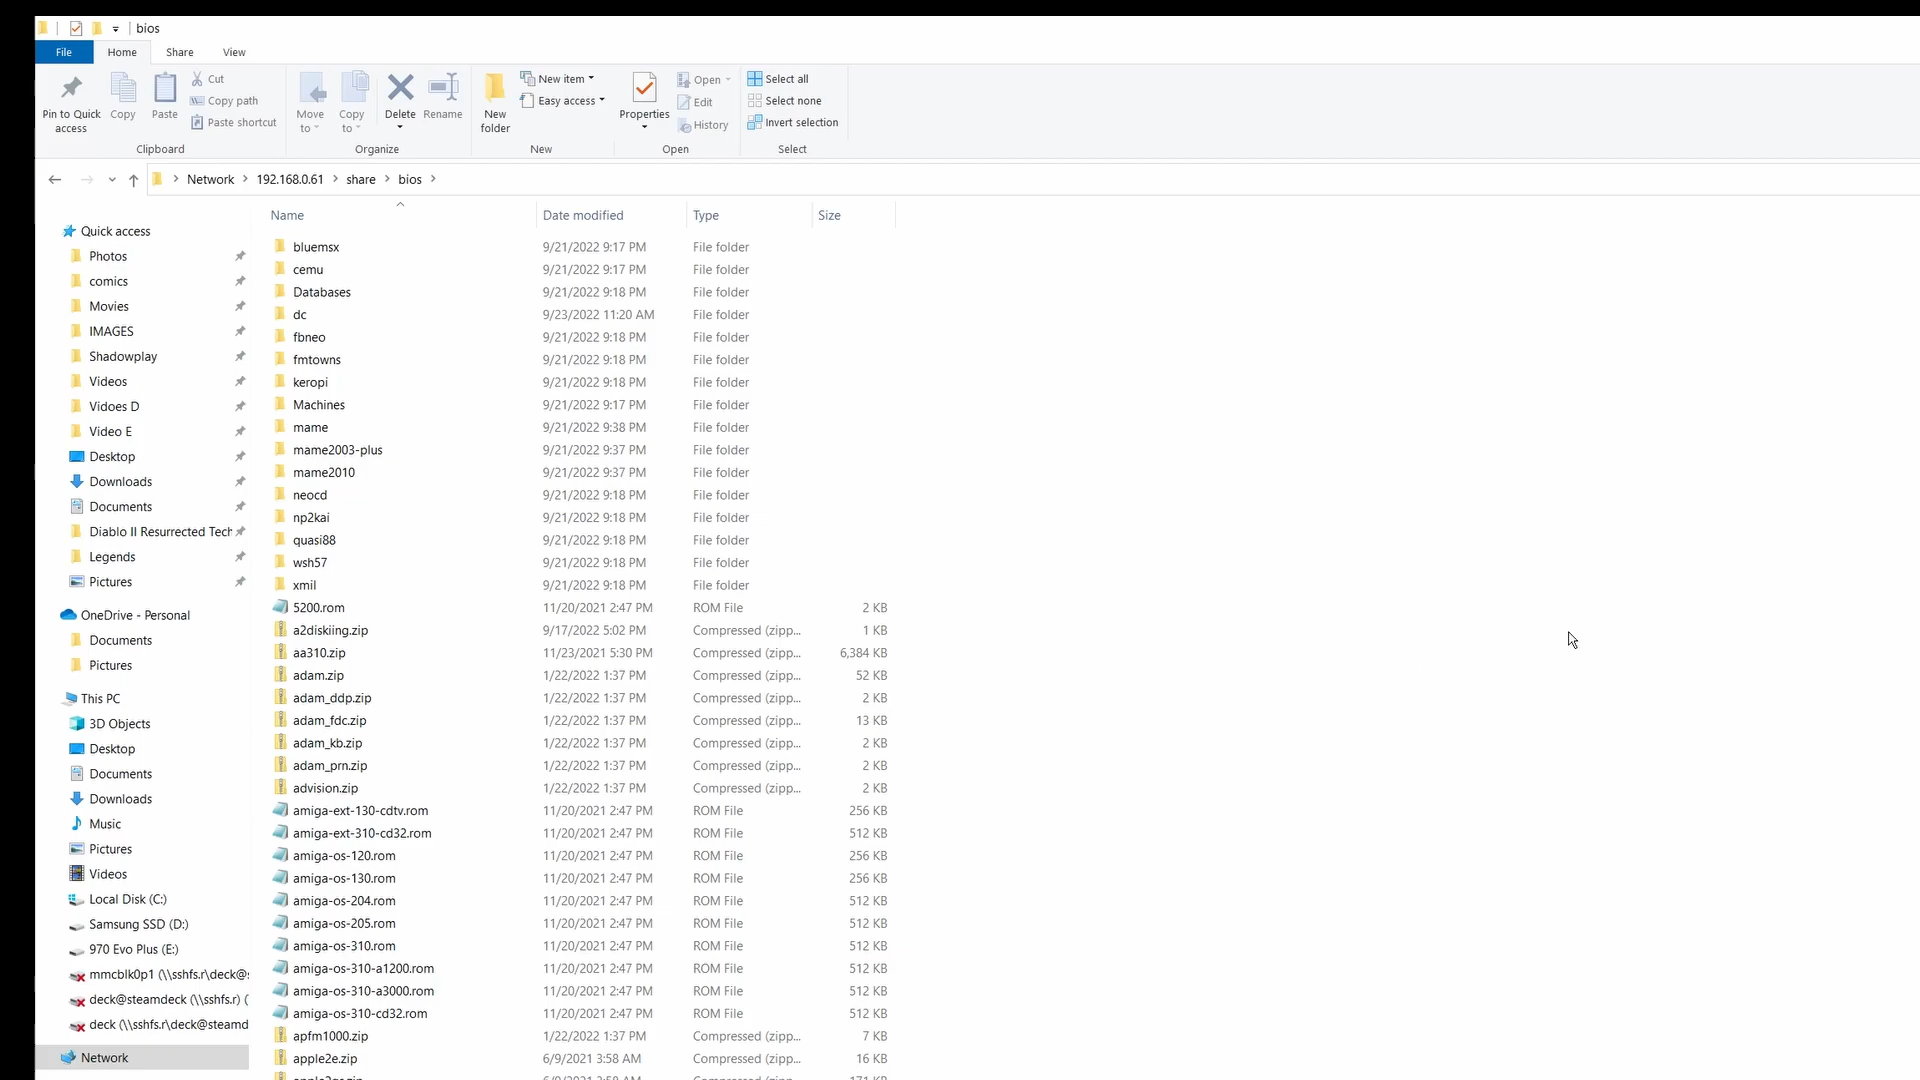 bios
File Home Share View
Pin to Quick access
Copy
Paste
Cut
Copy path
Paste shortcut
Clipboard
Move to
Copy to
Delete
Rename
Organize
New folder
New item
Easy access
New
Properties
Open
Edit
History
Open
Select all
Select none
Invert selection
Select
Network > 192.168.0.61 > share > bios >
Quick access
Photos
comics
Movies
IMAGES
Shadowplay
Videos
Vidoes D
Video E
Desktop
Downloads
Documents
Diablo II Resurrected Tech
Legends
Pictures
OneDrive - Personal
Documents
Pictures
This PC
3D Objects
Desktop
Documents
Downloads
Music
Pictures
Videos
Local Disk (C:)
Samsung SSD (D:)
970 Evo Plus (E:)
mmcblk0p1 (\\sshfs.r\deck@s
deck@steamdeck (\\sshfs.r) (
deck (\\sshfs.r\deck@steamd
Network
Name Date modified Type Size
bluemsx 9/21/2022 9:17 PM File folder
cemu 9/21/2022 9:17 PM File folder
Databases 9/21/2022 9:18 PM File folder
dc 9/23/2022 11:20 AM File folder
fbneo 9/21/2022 9:18 PM File folder
fmtowns 9/21/2022 9:18 PM File folder
keropi 9/21/2022 9:18 PM File folder
Machines 9/21/2022 9:17 PM File folder
mame 9/21/2022 9:38 PM File folder
mame2003-plus 9/21/2022 9:37 PM File folder
mame2010 9/21/2022 9:37 PM File folder
neocd 9/21/2022 9:18 PM File folder
np2kai 9/21/2022 9:18 PM File folder
quasi88 9/21/2022 9:18 PM File folder
wsh57 9/21/2022 9:18 PM File folder
xmil 9/21/2022 9:18 PM File folder
5200.rom 11/20/2021 2:47 PM ROM File 2 KB
a2diskiing.zip 9/17/2022 5:02 PM Compressed (zipp... 1 KB
aa310.zip 11/23/2021 5:30 PM Compressed (zipp... 6,384 KB
adam.zip 1/22/2022 1:37 PM Compressed (zipp... 52 KB
adam_ddp.zip 1/22/2022 1:37 PM Compressed (zipp... 2 KB
adam_fdc.zip 1/22/2022 1:37 PM Compressed (zipp... 13 KB
adam_kb.zip 1/22/2022 1:37 PM Compressed (zipp... 2 KB
adam_prn.zip 1/22/2022 1:37 PM Compressed (zipp... 2 KB
advision.zip 1/22/2022 1:37 PM Compressed (zipp... 2 KB
amiga-ext-130-cdtv.rom 11/20/2021 2:47 PM ROM File 256 KB
amiga-ext-310-cd32.rom 11/20/2021 2:47 PM ROM File 512 KB
amiga-os-120.rom 11/20/2021 2:47 PM ROM File 256 KB
amiga-os-130.rom 11/20/2021 2:47 PM ROM File 256 KB
amiga-os-204.rom 11/20/2021 2:47 PM ROM File 512 KB
amiga-os-205.rom 11/20/2021 2:47 PM ROM File 512 KB
amiga-os-310.rom 11/20/2021 2:47 PM ROM File 512 KB
amiga-os-310-a1200.rom 11/20/2021 2:47 PM ROM File 512 KB
amiga-os-310-a3000.rom 11/20/2021 2:47 PM ROM File 512 KB
amiga-os-310-cd32.rom 11/20/2021 2:47 PM ROM File 512 KB
apfm1000.zip 1/22/2022 1:37 PM Compressed (zipp... 7 KB
apple2e.zip 6/9/2021 3:58 AM Compressed (zipp... 16 KB